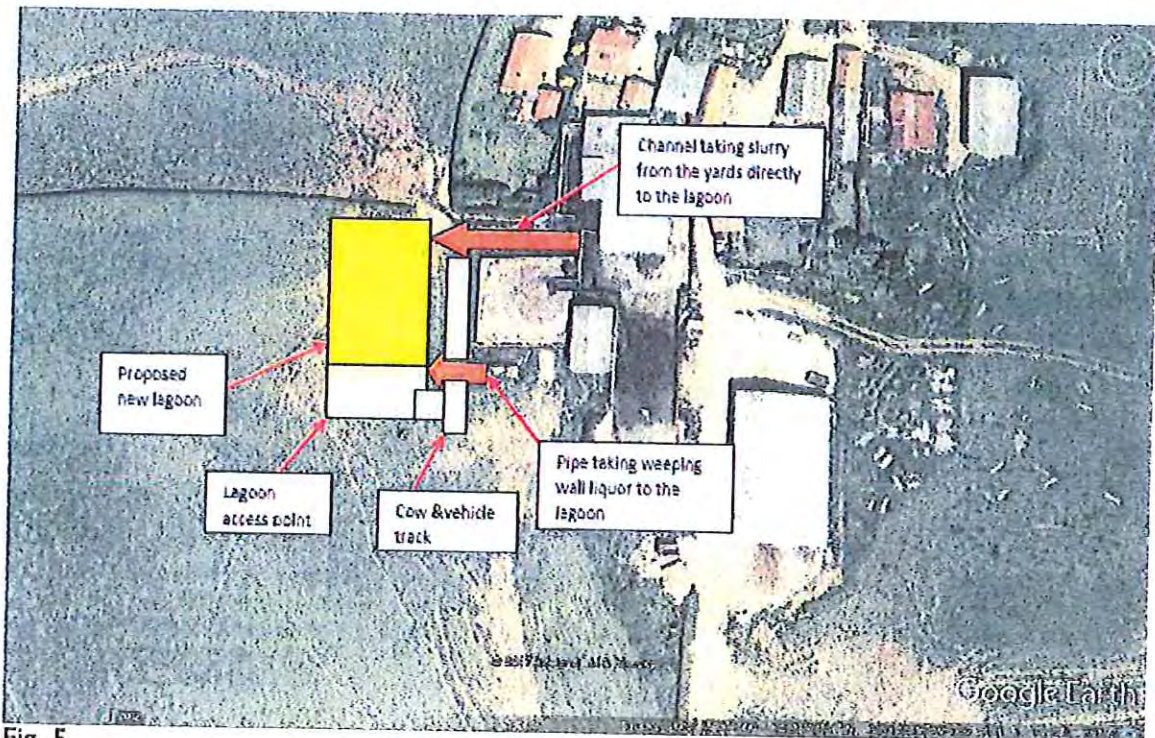 Channel taking slurry
from the yards directly
to the lagoon
Proposed
new lagoon
Lagoon
access point
Cow &vehicle
track
Pipe taking weeping
wall liquor to the
lagoon
Google Earth
Fig. 5